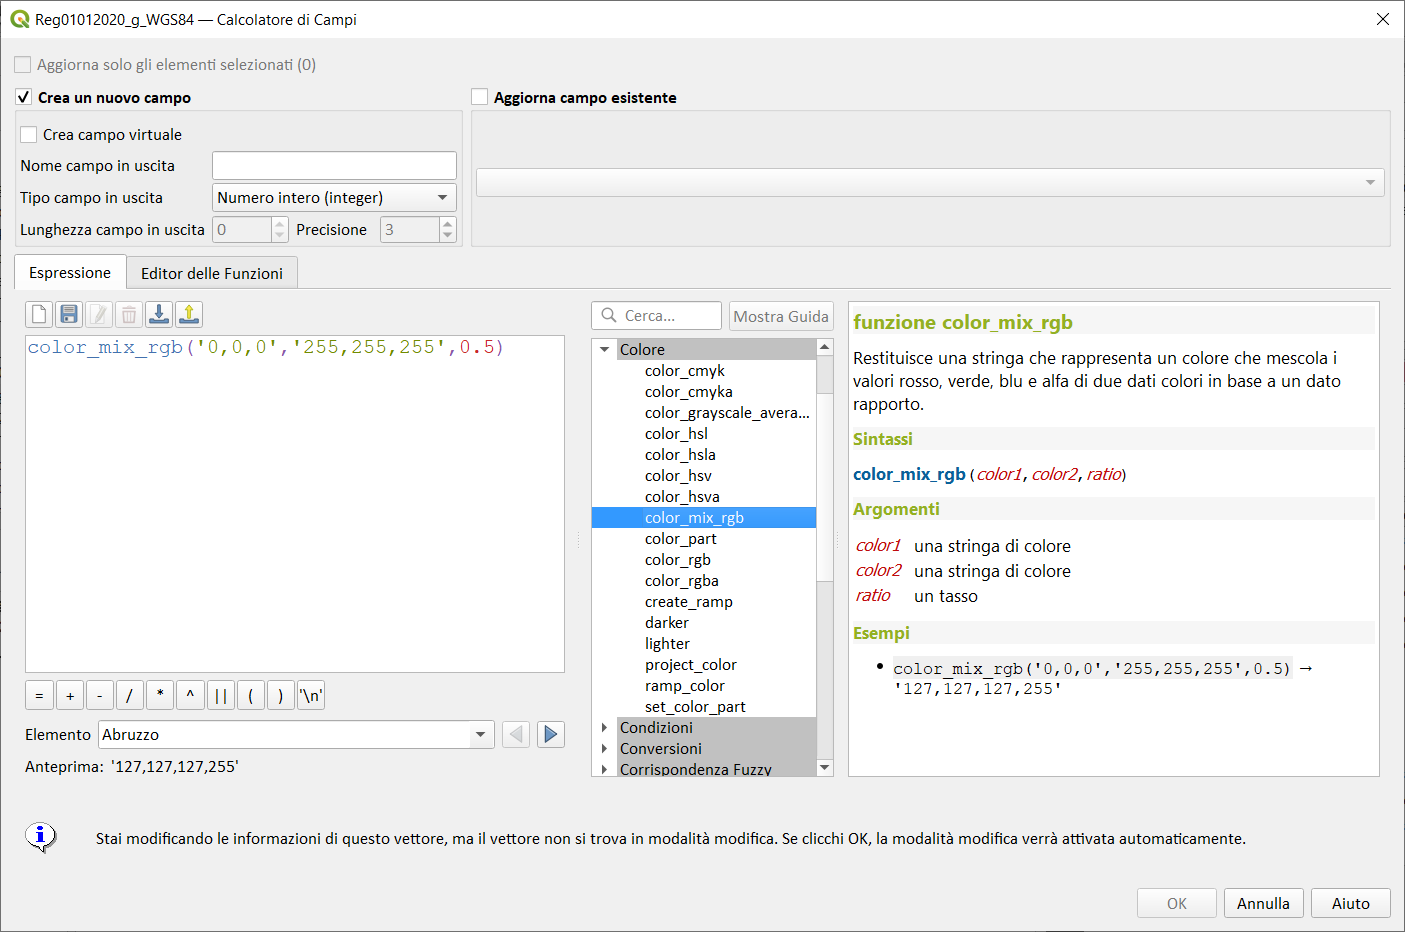 Reg01012020_g_WGS84 — Calcolatore di Campi
Aggiorna solo gli elementi selezionati (0)
Crea un nuovo campo
Aggiorna campo esistente
Crea campo virtuale
Nome campo in uscita
Tipo campo in uscita
Numero intero (integer)
Lunghezza campo in uscita
0
Precisione
3
Espressione
Editor delle Funzioni
color_mix_rgb('0,0,0','255,255,255',0.5)
=
+
-
/
*
^
||
(
)
'\n'
Elemento
Abruzzo
Anteprima: '127,127,127,255'
Cerca...
Mostra Guida
Colore
color_cmyk
color_cmyka
color_grayscale_avera...
color_hsl
color_hsla
color_hsv
color_hsva
color_mix_rgb
color_part
color_rgb
color_rgba
create_ramp
darker
lighter
project_color
ramp_color
set_color_part
Condizioni
Conversioni
Corrispondenza Fuzzy
funzione color_mix_rgb
Restituisce una stringa che rappresenta un colore che mescola i
valori rosso, verde, blu e alfa di due dati colori in base a un dato
rapporto.
Sintassi
color_mix_rgb (color1, color2, ratio)
Argomenti
color1 una stringa di colore
color2 una stringa di colore
ratio un tasso
Esempi
• color_mix_rgb('0,0,0','255,255,255',0.5) →
'127,127,127,255'
Stai modificando le informazioni di questo vettore, ma il vettore non si trova in modalità modifica. Se clicchi OK, la modalità modifica verrà attivata automaticamente.
OK
Annulla
Aiuto